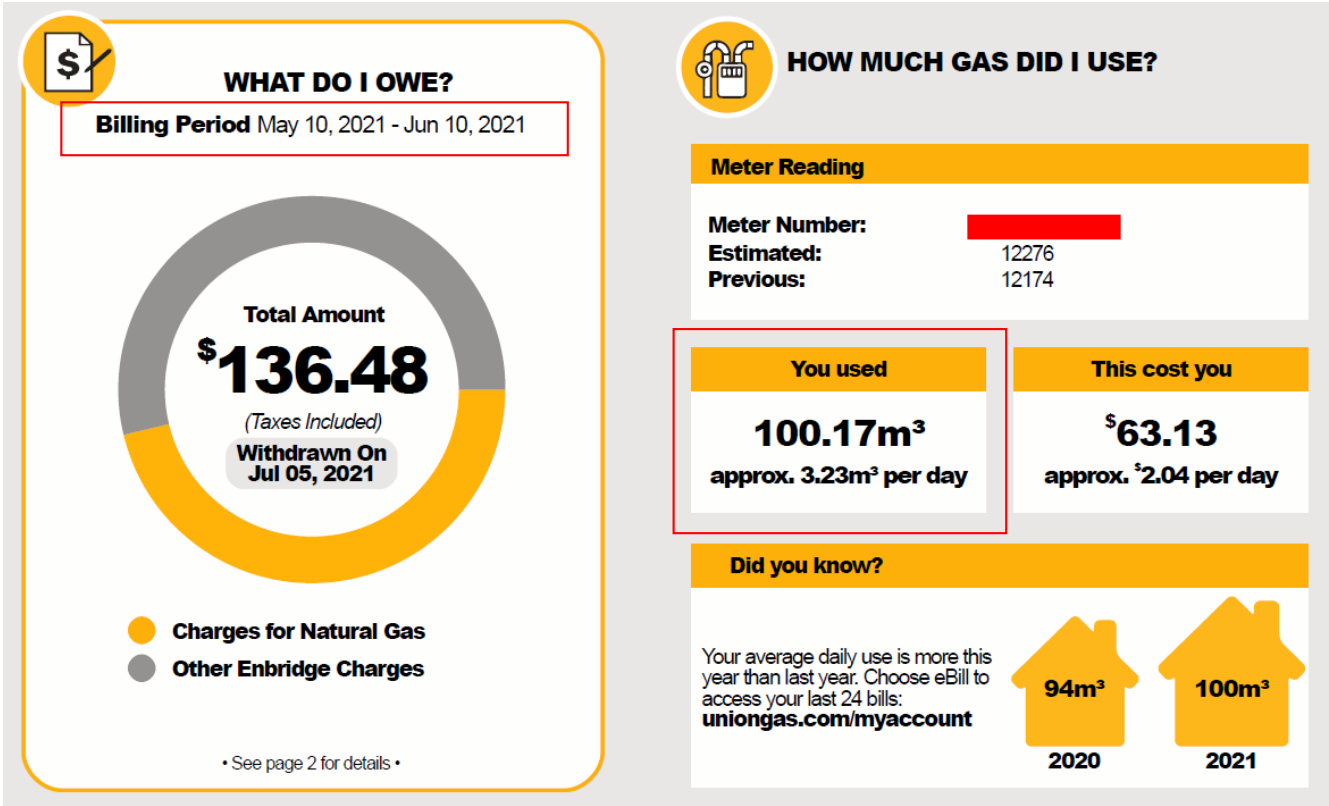 $
WHAT DO I OWE?
Billing Period May 10, 2021 - Jun 10, 2021
Total Amount
$136.48
(Taxes Included)
Withdrawn On
Jul 05, 2021
Charges for Natural Gas
Other Enbridge Charges
• See page 2 for details •
HOW MUCH GAS DID I USE?
Meter Reading
Meter Number:
Estimated: 12276
Previous: 12174
You used
100.17m³
approx. 3.23m³ per day
This cost you
$63.13
approx. $2.04 per day
Did you know?
Your average daily use is more this
year than last year. Choose eBill to
access your last 24 bills:
uniongas.com/myaccount
94m³
2020
100m³
2021